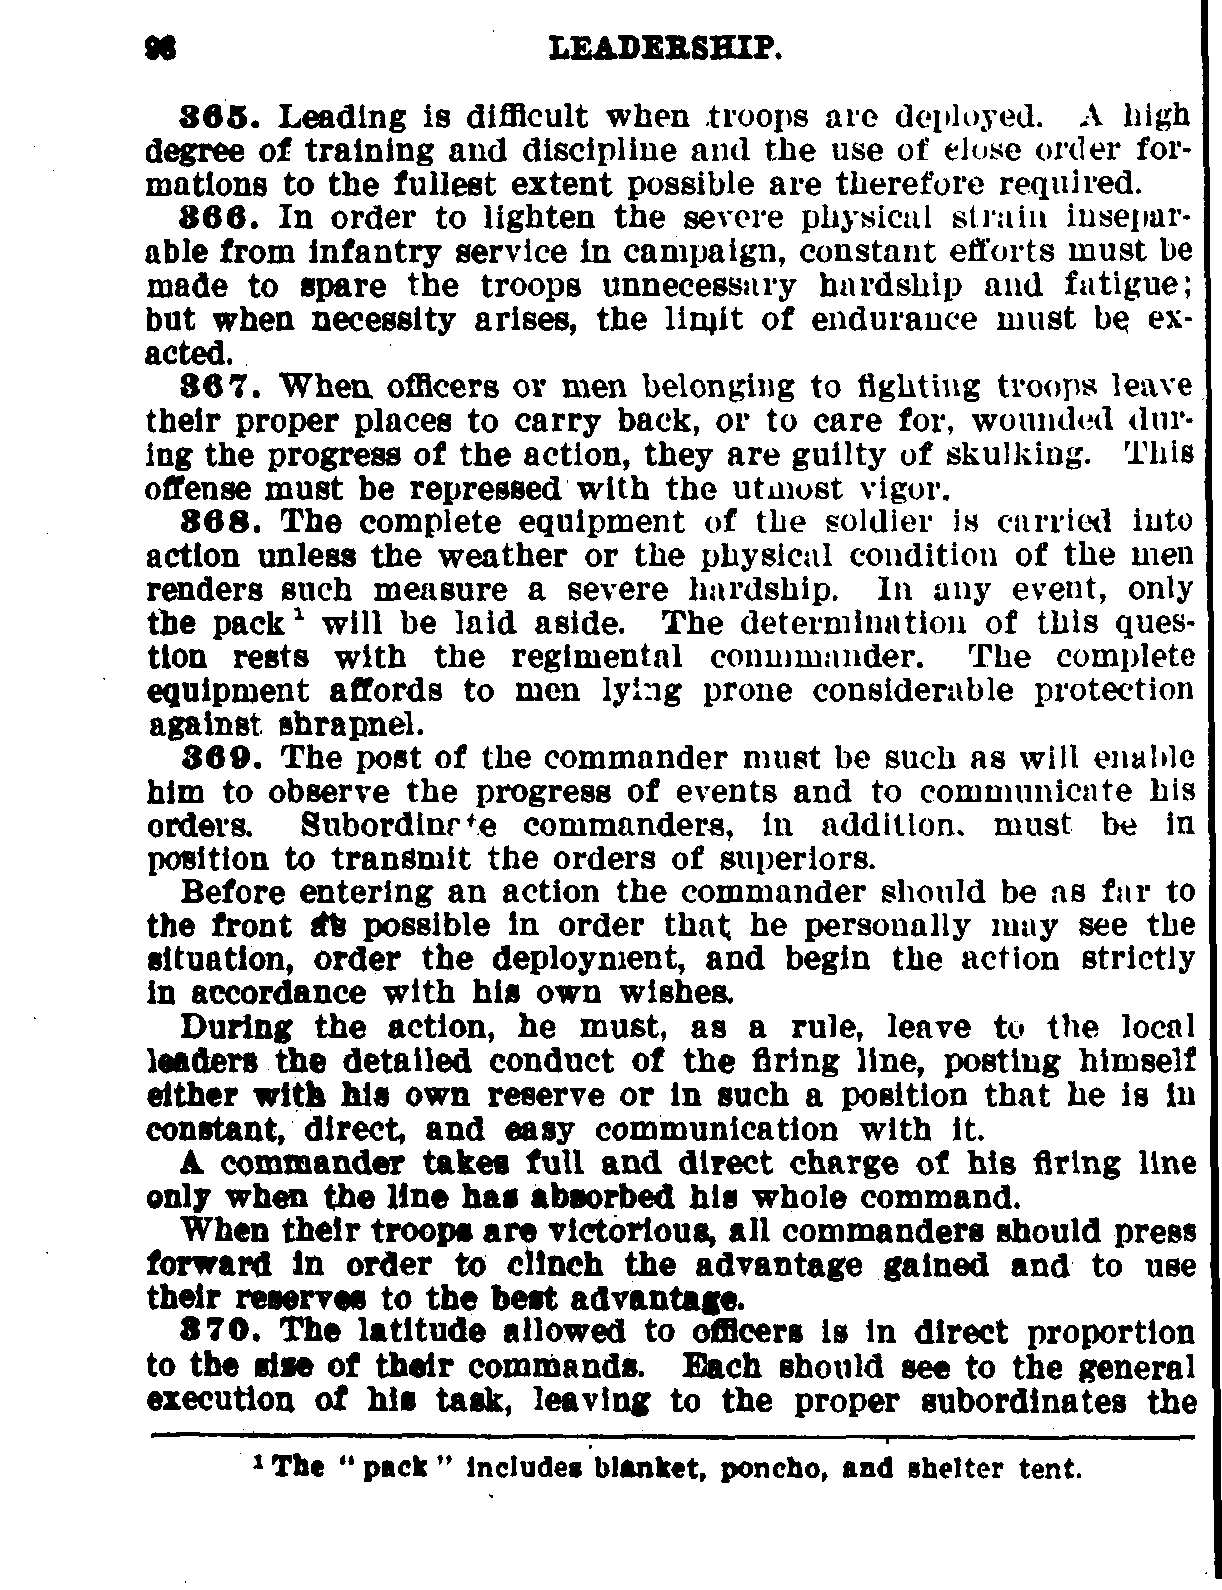 96 LEADERSHIP.
365. Leading is difficult when troops are deployed. A high
degree of training and discipline and the use of close order for-
mations to the fullest extent possible are therefore required.
366. In order to lighten the severe physical strain insepar-
able from infantry service in campaign, constant efforts must be
made to spare the troops unnecessary hardship and fatigue;
but when necessity arises, the limit of endurance must be ex-
acted.
367. When officers or men belonging to fighting troops leave
their proper places to carry back, or to care for, wounded dur-
ing the progress of the action, they are guilty of skulking. This
offense must be repressed with the utmost vigor.
368. The complete equipment of the soldier is carried into
action unless the weather or the physical condition of the men
renders such measure a severe hardship. In any event, only
the pack¹ will be laid aside. The determination of this ques-
tion rests with the regimental commander. The complete
equipment affords to men lying prone considerable protection
against shrapnel.
369. The post of the commander must be such as will enable
him to observe the progress of events and to communicate his
orders. Subordinate commanders, in addition, must be in
position to transmit the orders of superiors.
Before entering an action the commander should be as far to
the front as possible in order that he personally may see the
situation, order the deployment, and begin the action strictly
in accordance with his own wishes.
During the action, he must, as a rule, leave to the local
leaders the detailed conduct of the firing line, posting himself
either with his own reserve or in such a position that he is in
constant, direct, and easy communication with it.
A commander takes full and direct charge of his firing line
only when the line has absorbed his whole command.
When their troops are victorious, all commanders should press
forward in order to clinch the advantage gained and to use
their reserves to the best advantage.
370. The latitude allowed to officers is in direct proportion
to the size of their commands. Each should see to the general
execution of his task, leaving to the proper subordinates the
¹ The "pack" includes blanket, poncho, and shelter tent.